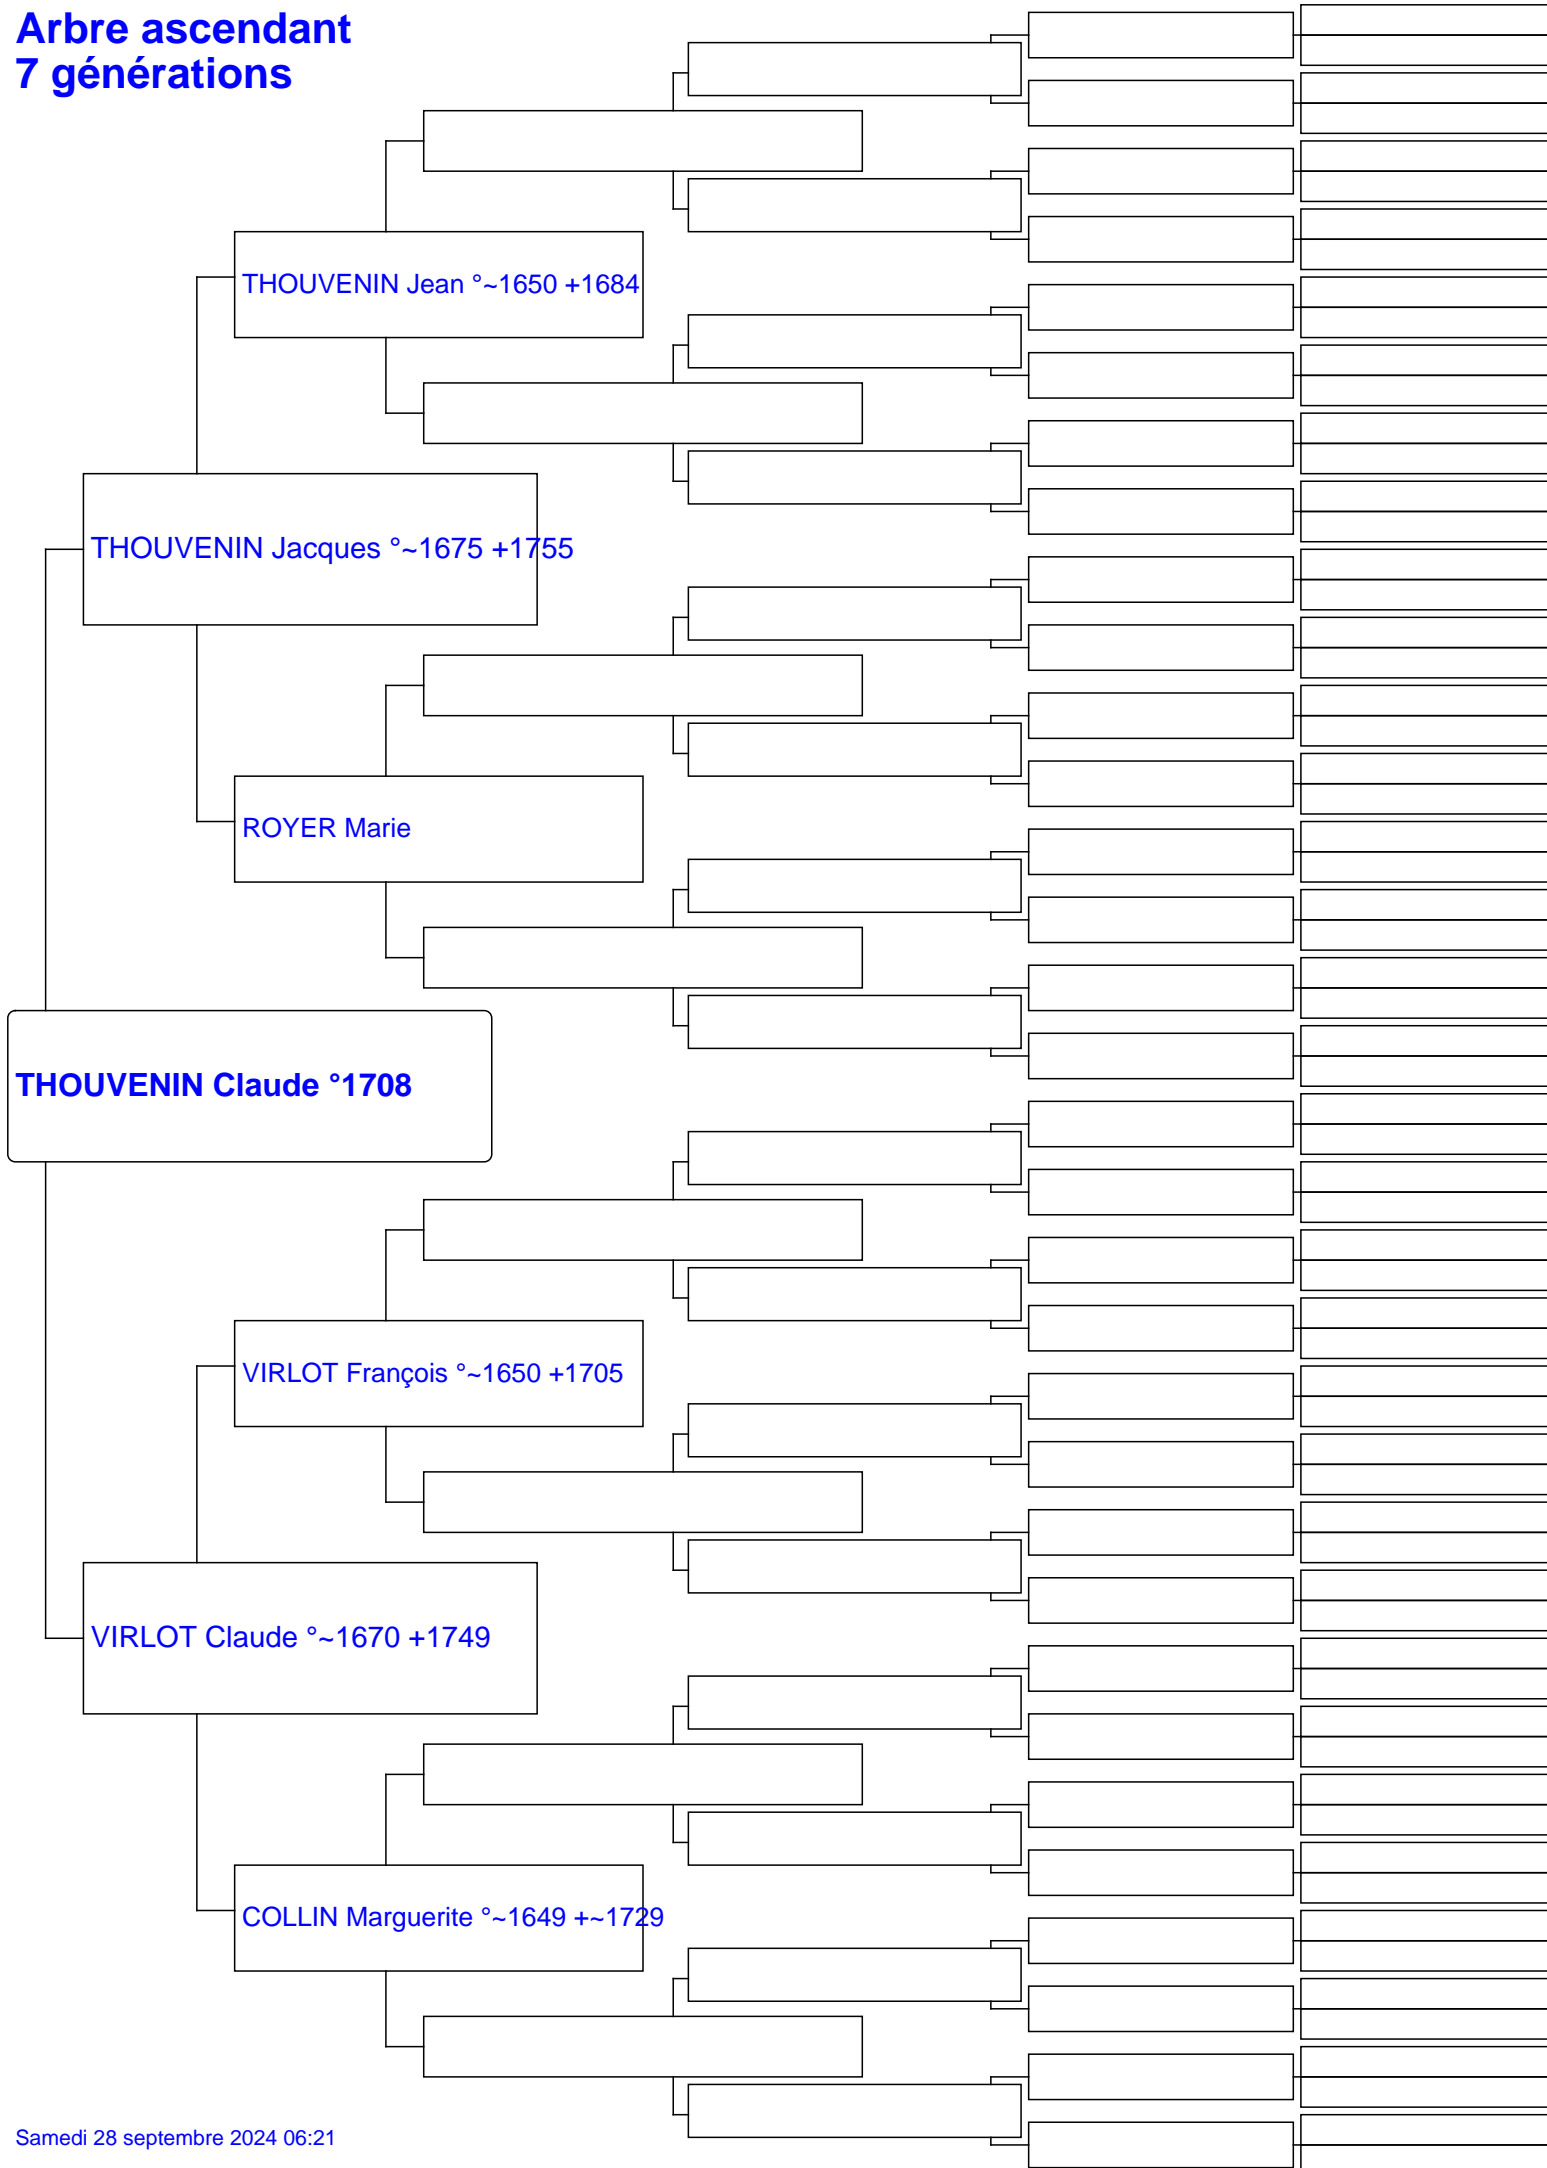 Arbre ascendant
7 générations
THOUVENIN Jean °~1650 +1684
THOUVENIN Jacques °~1675 +1755
ROYER Marie
THOUVENIN Claude °1708
VIRLOT François °~1650 +1705
VIRLOT Claude °~1670 +1749
COLLIN Marguerite °~1649 +~1729
Samedi 28 septembre 2024 06:21